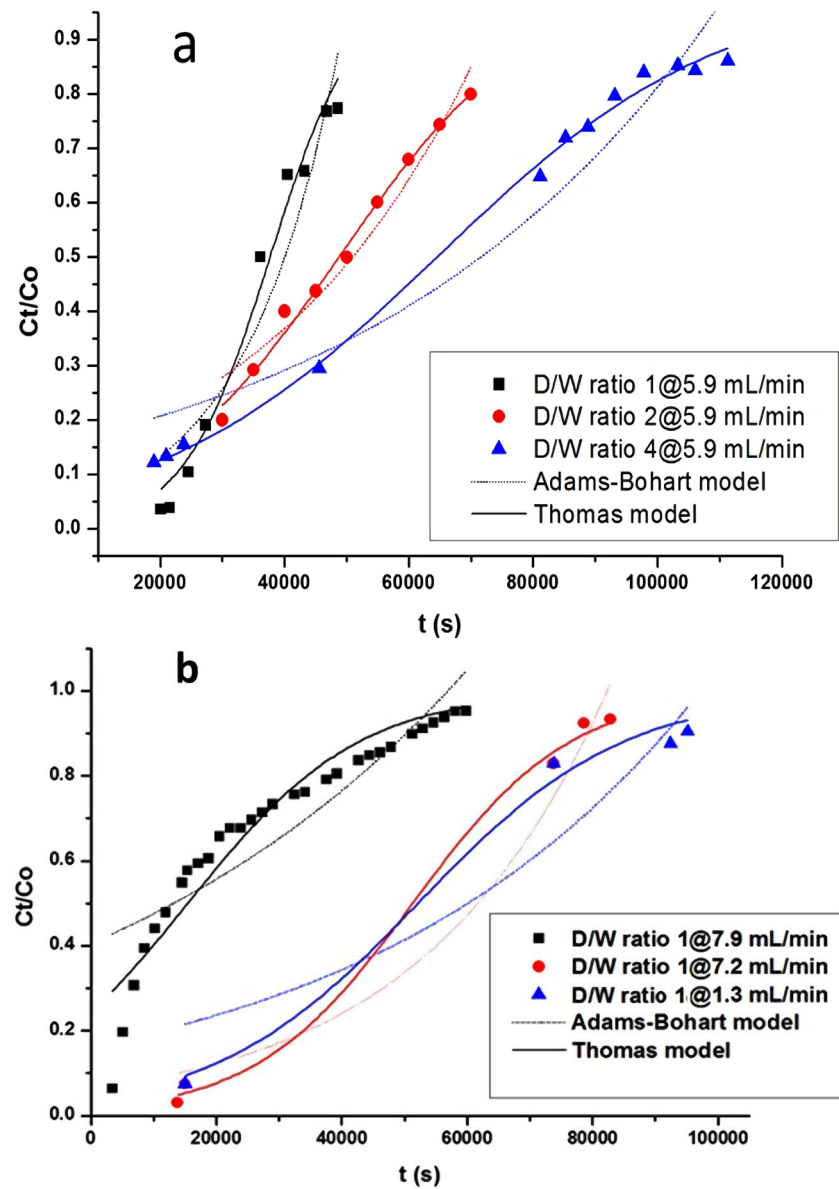 a
0.9
0.8
0.7
0.6
0.5
0.4
0.3
0.2
0.1
0.0
Ct/Co
D/W ratio 1@5.9 mL/min
D/W ratio 2@5.9 mL/min
D/W ratio 4@5.9 mL/min
Adams-Bohart model
Thomas model
20000 40000 60000 80000 100000 120000
t (s)
b
1.0
0.8
0.6
0.4
0.2
0.0
Ct/Co
D/W ratio 1@7.9 mL/min
D/W ratio 1@7.2 mL/min
D/W ratio 1@1.3 mL/min
Adams-Bohart model
Thomas model
0 20000 40000 60000 80000 100000
t (s)